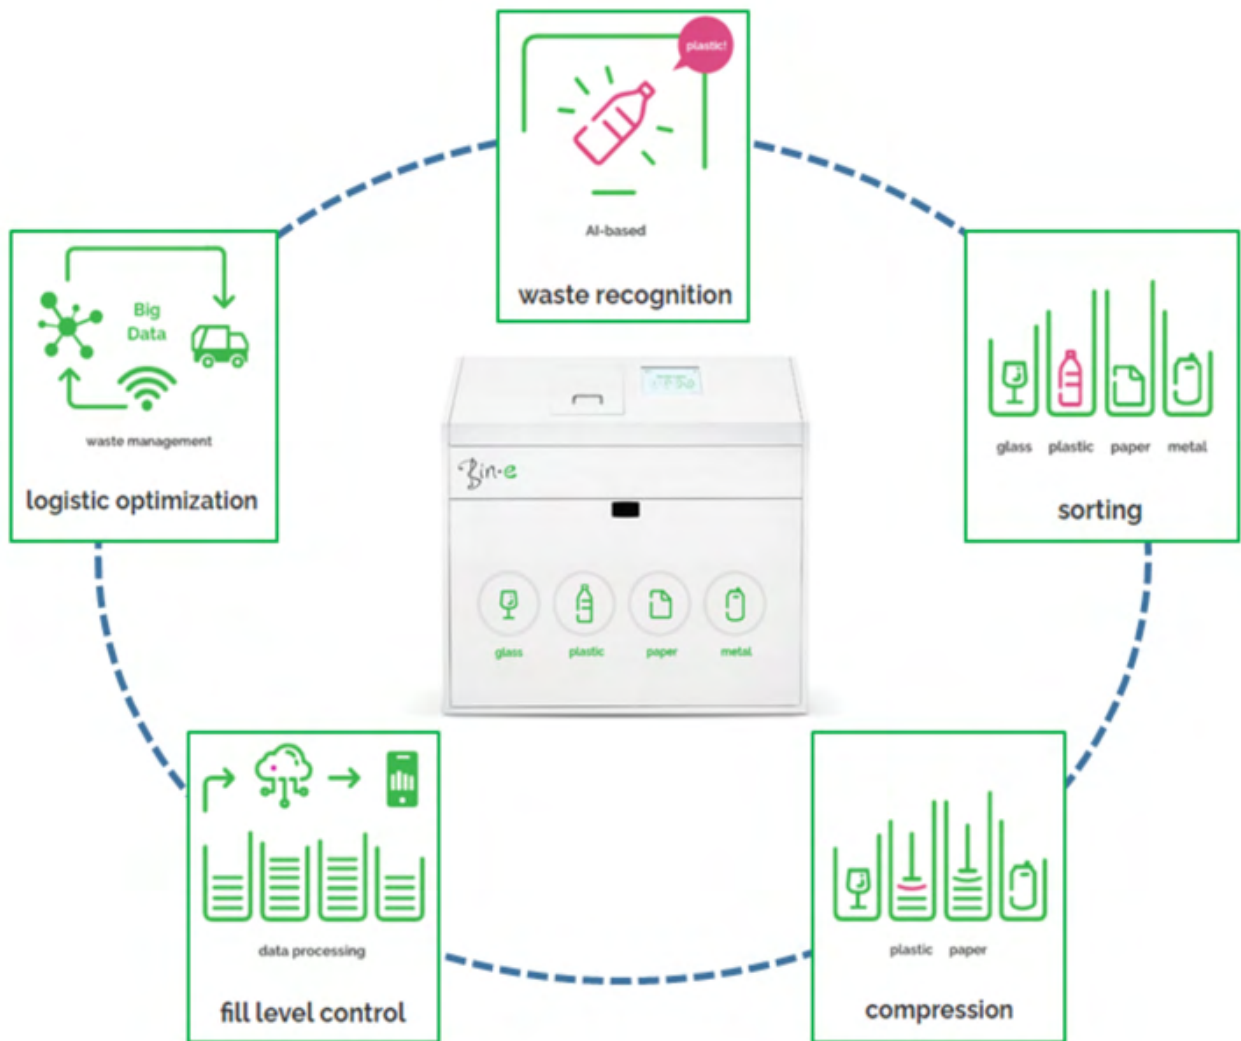 plastic!
AI-based
waste recognition
Big
Data
waste management
logistic optimization
glass plastic paper metal
sorting
Bin-e
glass plastic paper metal
data processing
fill level control
plastic paper
compression